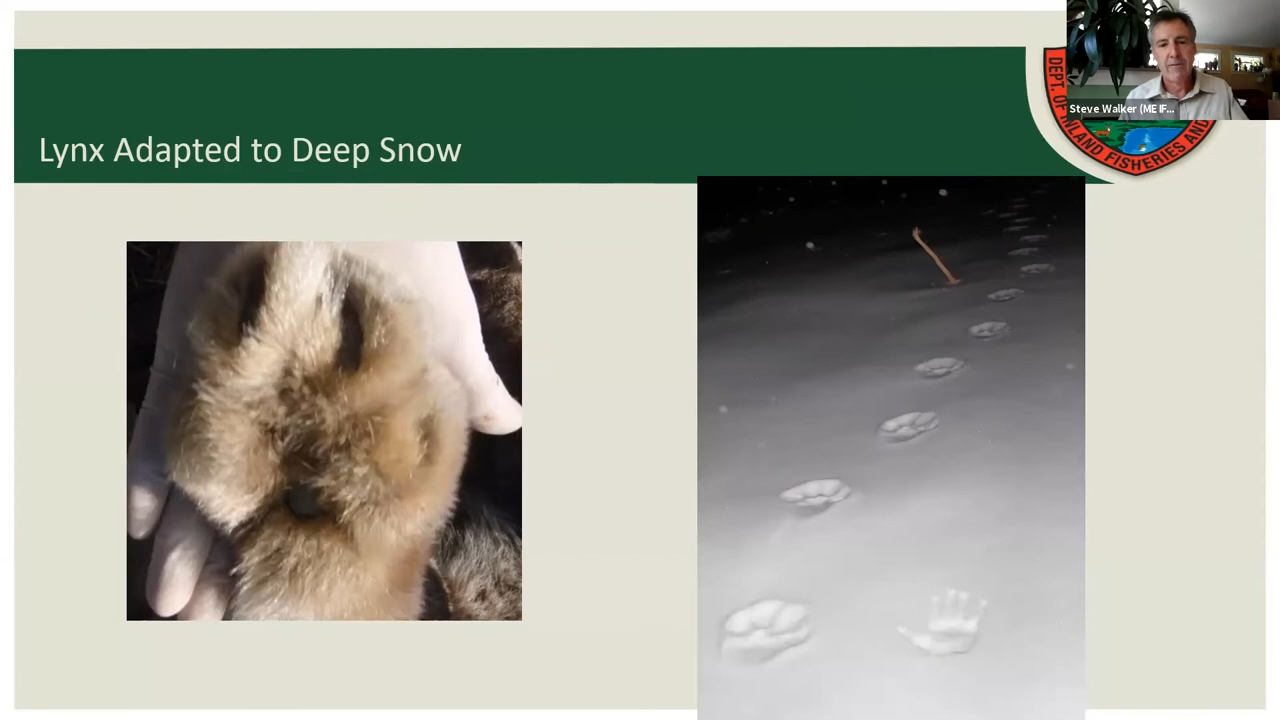 Lynx Adapted to Deep Snow
Steve Walker (ME IF...
DEPT. OF INLAND FISHERIES AND